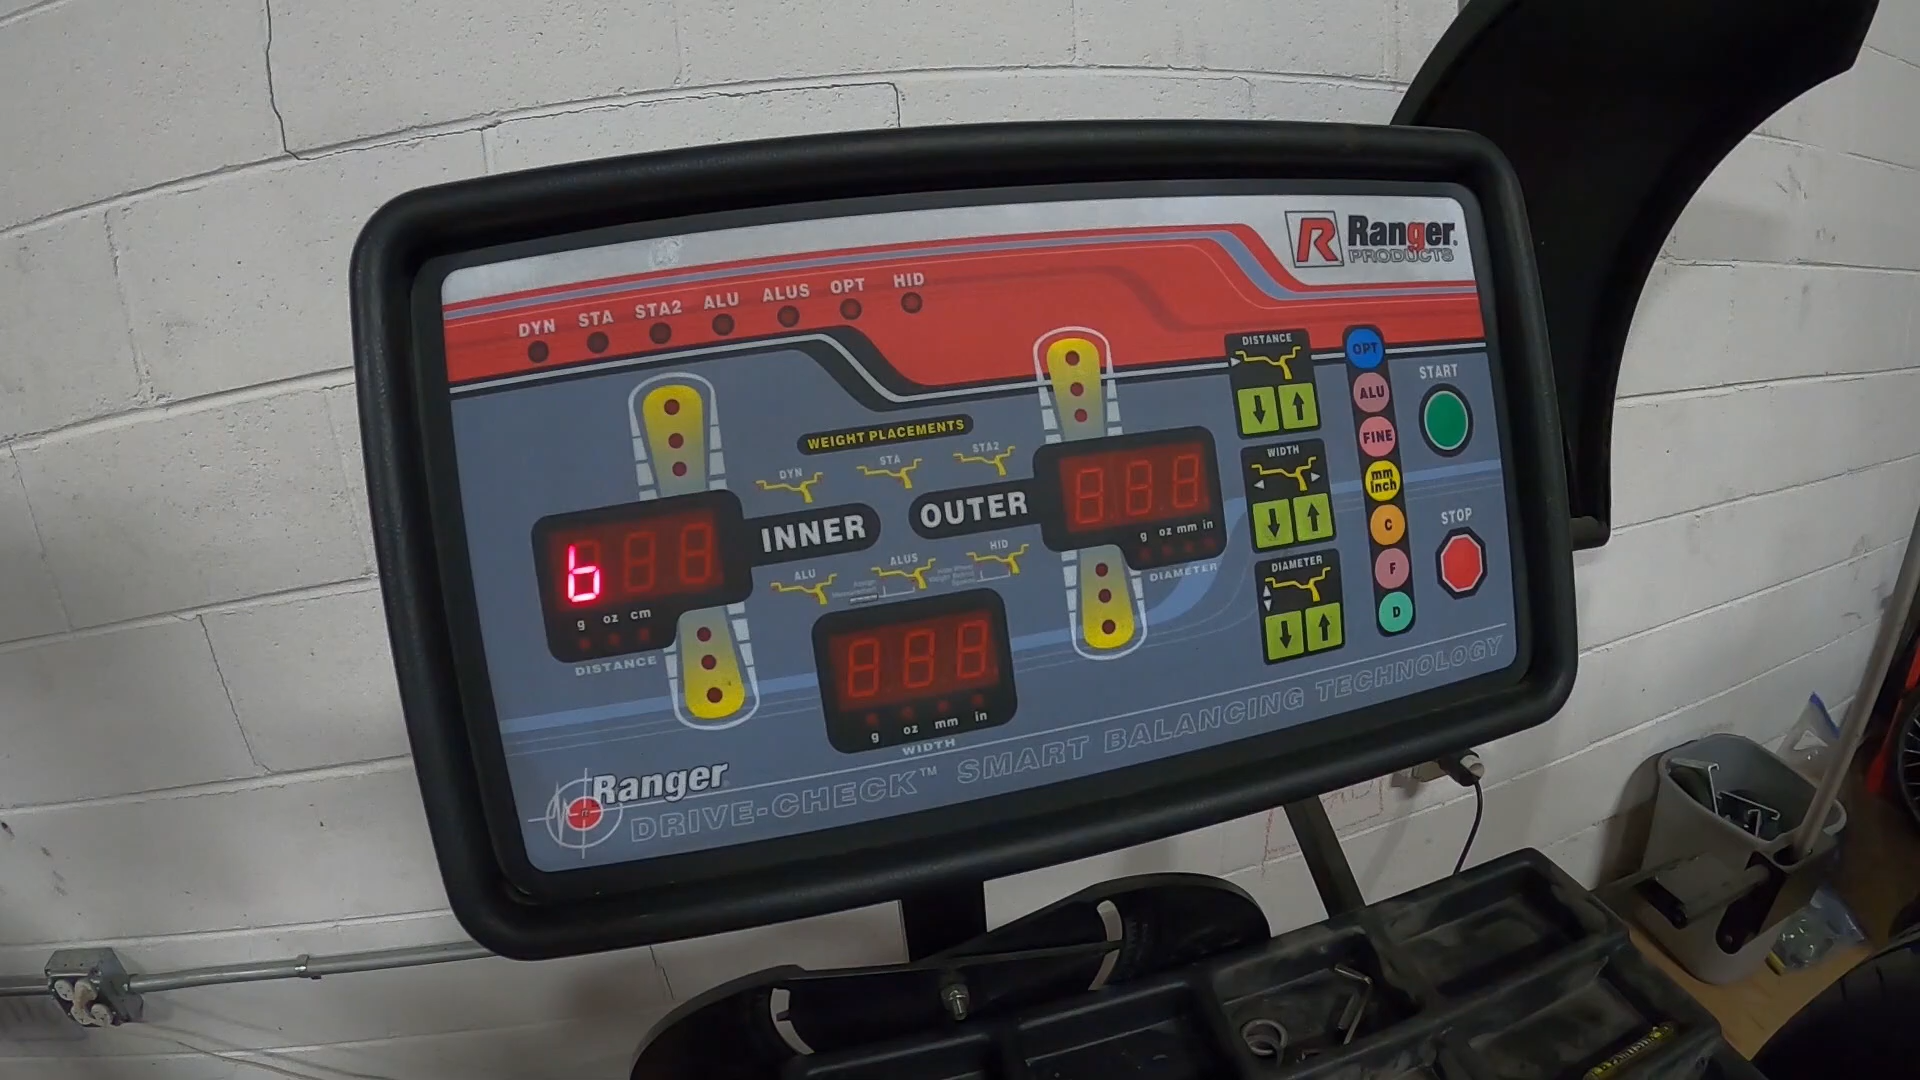 R Ranger®
PRODUCTS
DYN STA STA2 ALU ALUS OPT HID
WEIGHT PLACEMENTS
DYN STA STA2
INNER OUTER
ALU ALUS HID
b
g oz cm
DISTANCE
g oz mm in
DIAMETER
g oz mm in
WIDTH
DISTANCE
WIDTH
DIAMETER
OPT
ALU
FINE
mm
inch
C
F
D
START
STOP
Ranger®
DRIVE-CHECK™ SMART BALANCING TECHNOLOGY